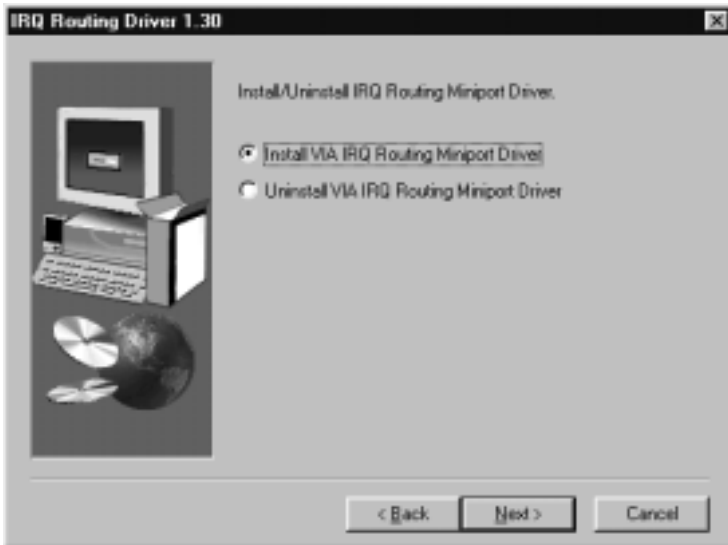 IRQ Routing Driver 1.30
Install/Uninstall IRQ Routing Miniport Driver.
Install VIA IRQ Routing Miniport Driver
Uninstall VIA IRQ Routing Miniport Driver
< Back
Next >
Cancel